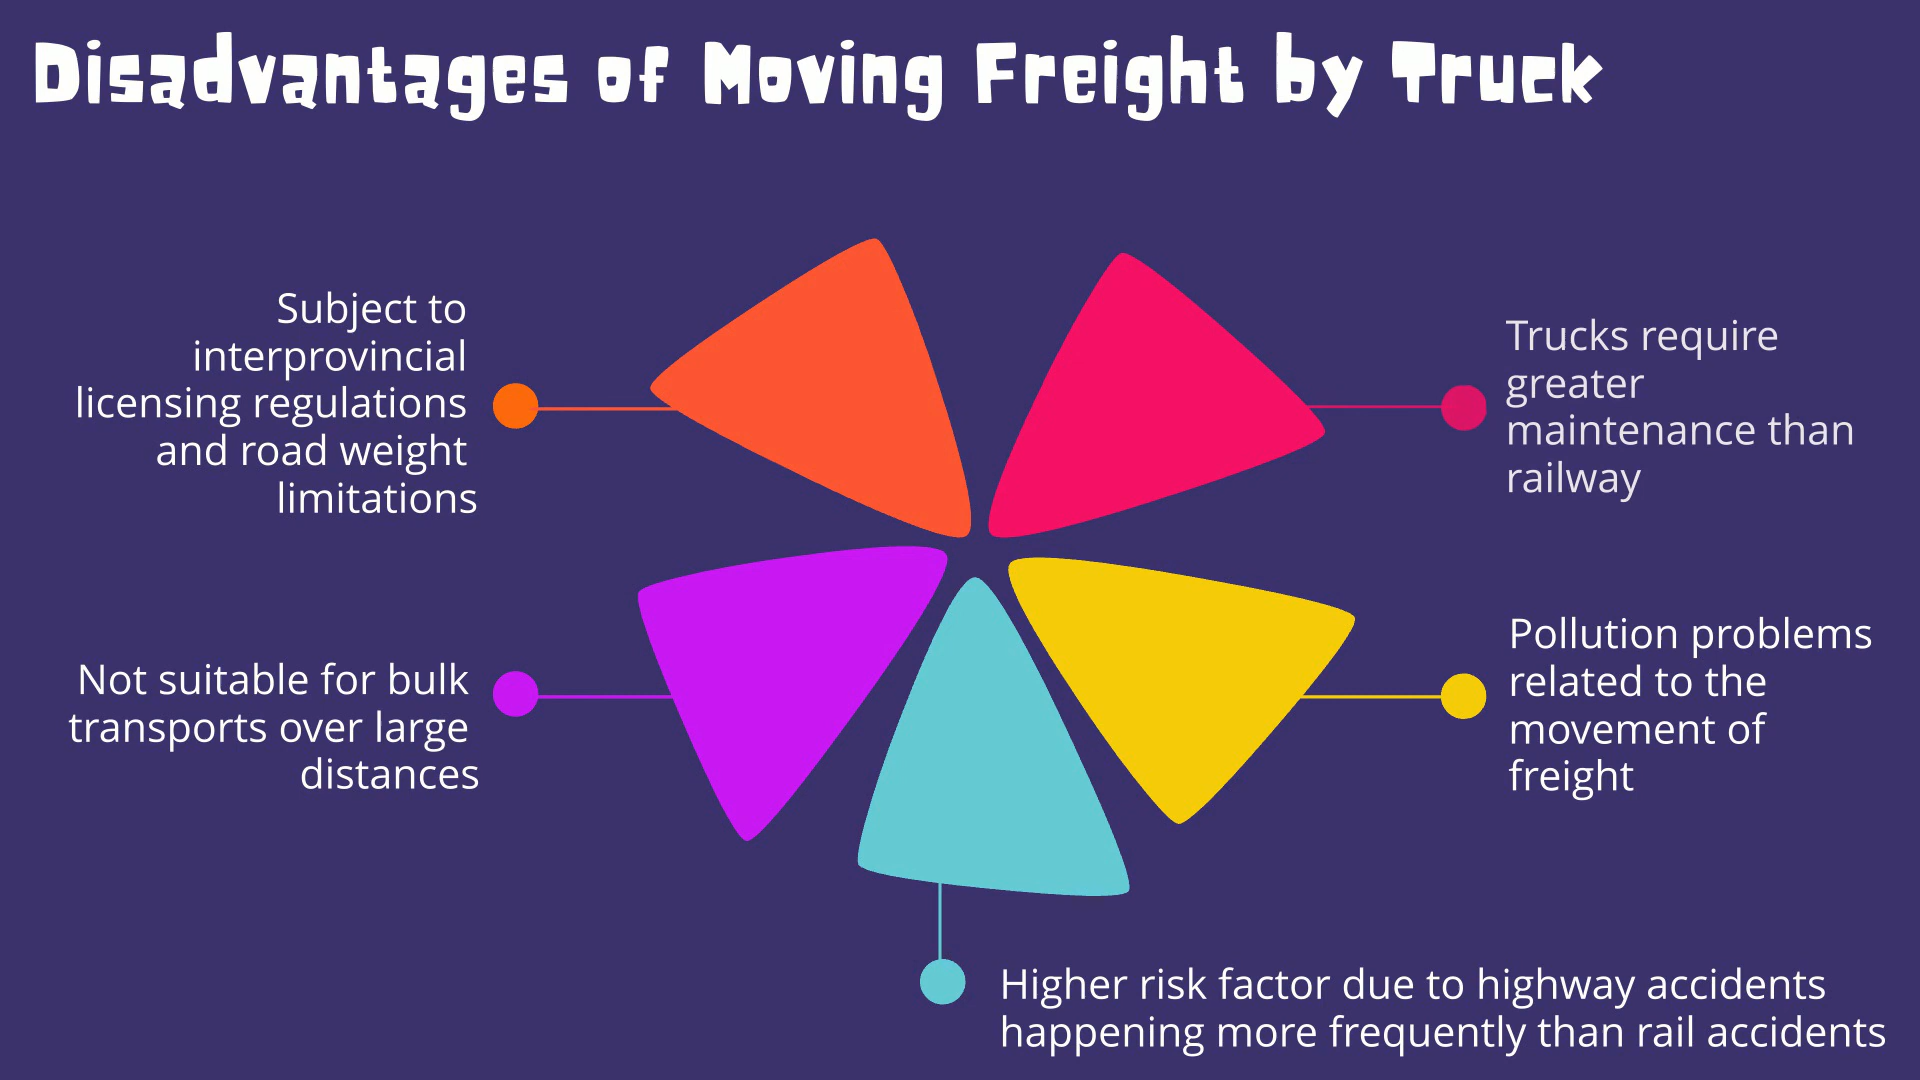 Disadvantages of Moving Freight by Truck
Subject to
interprovincial
licensing regulations
and road weight
limitations
Trucks require
greater
maintenance than
railway
Not suitable for bulk
transports over large
distances
Pollution problems
related to the
movement of
freight
Higher risk factor due to highway accidents
happening more frequently than rail accidents